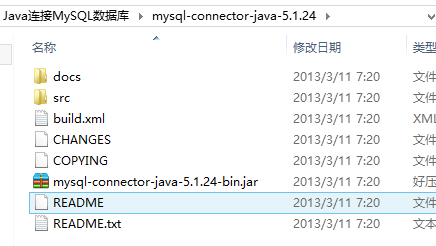 Java连接MySQL数据库 mysql-connector-java-5.1.24
名称 修改日期 类型
docs 2013/3/11 7:20 文件
src 2013/3/11 7:20 文件
build.xml 2013/3/11 7:20 XML
CHANGES 2013/3/11 7:20 文件
COPYING 2013/3/11 7:20 文件
mysql-connector-java-5.1.24-bin.jar 2013/3/11 7:20 好压
README 2013/3/11 7:20 文件
README.txt 2013/3/11 7:20 文本